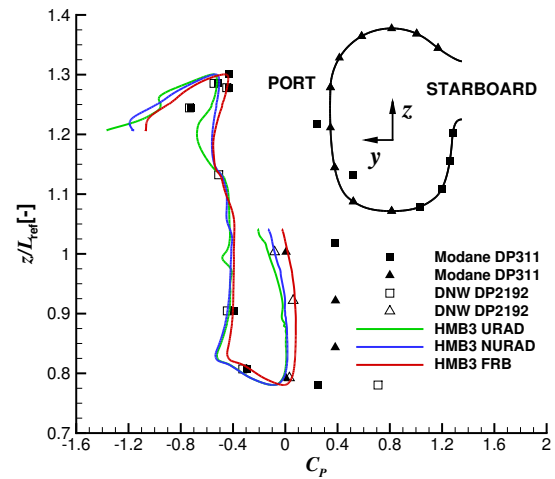 1.4
1.3
1.2
1.1
1
0.9
0.8
0.7
z/L_ref[-]
PORT
STARBOARD
z
y
Modane DP311
Modane DP311
DNW DP2192
DNW DP2192
HMB3 URAD
HMB3 NURAD
HMB3 FRB
-1.6 -1.2 -0.8 -0.4 0 0.4 0.8 1.2 1.6 2
C_P